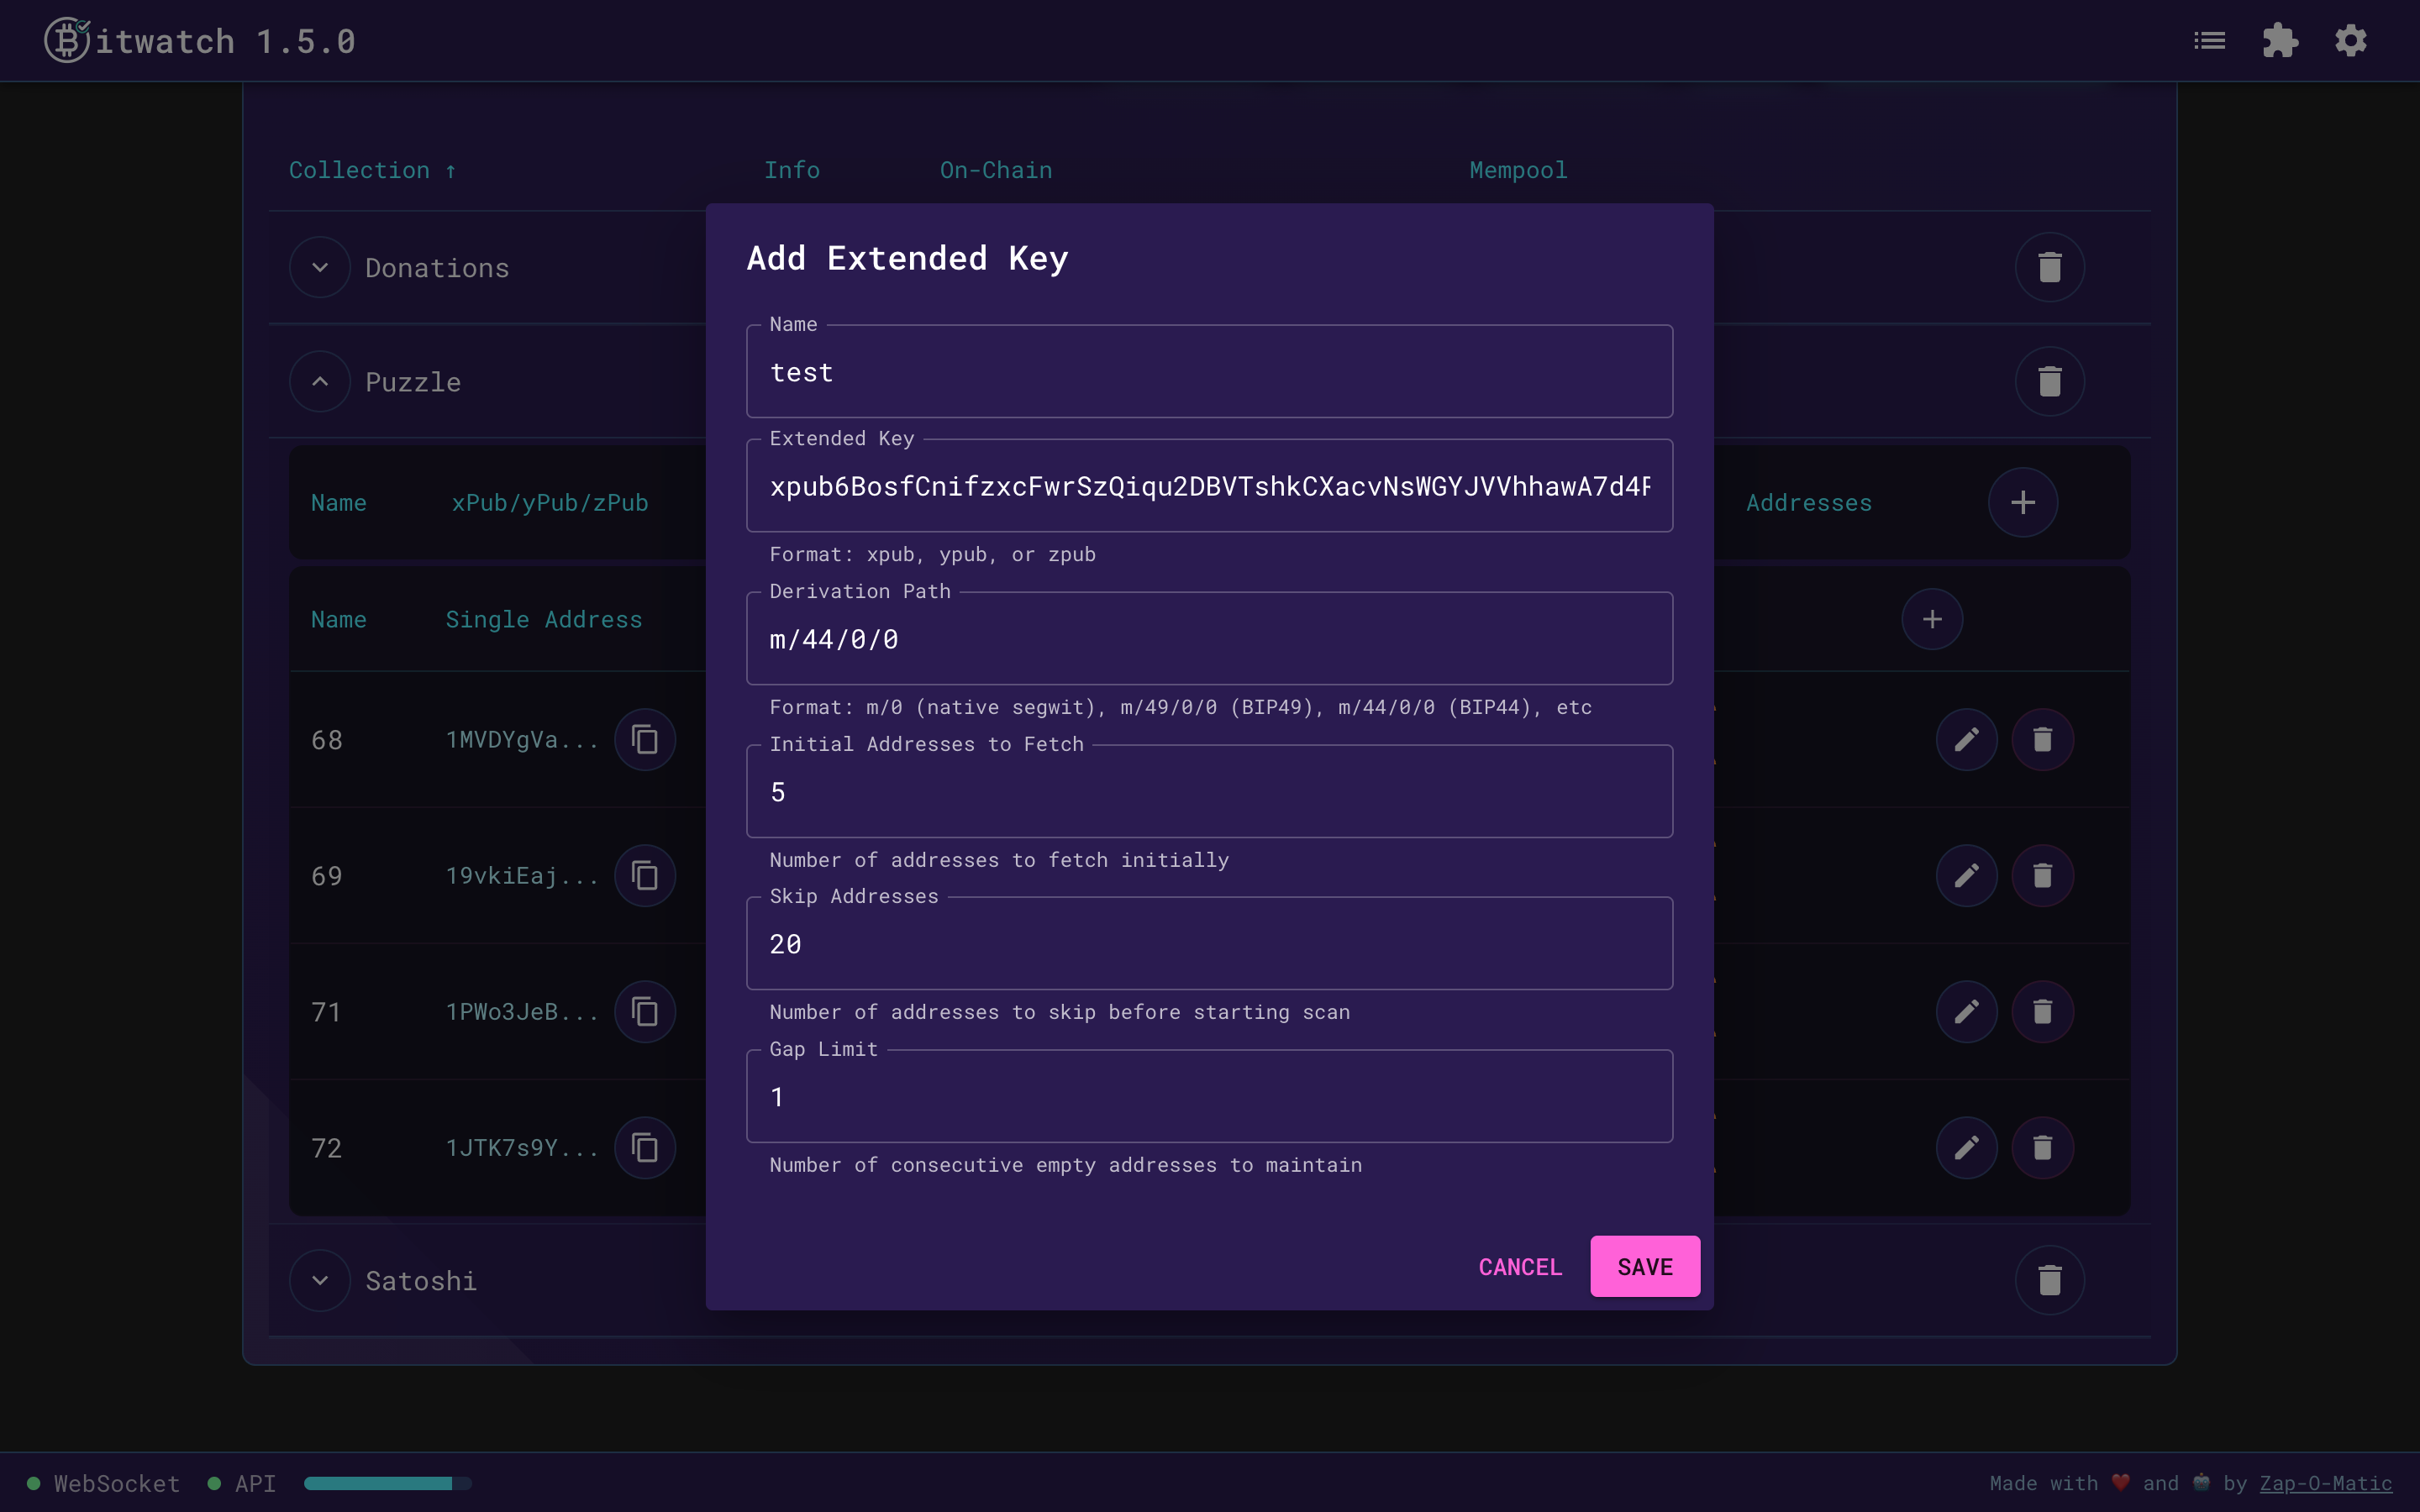 itwatch 1.5.0
Collection ↑ Info On-Chain Mempool
Donations
Puzzle
Name xPub/yPub/zPub Addresses
Name Single Address
68 1MVDYgVa...
69 19vkiEaj...
71 1PWo3JeB...
72 1JTK7s9Y...
Satoshi
Add Extended Key
Name
test
Extended Key
xpub6BosfCnifzxcFwrSzQiqu2DBVTshkCXacvNsWGYJVVhhawA7d4R
Format: xpub, ypub, or zpub
Derivation Path
m/44/0/0
Format: m/0 (native segwit), m/49/0/0 (BIP49), m/44/0/0 (BIP44), etc
Initial Addresses to Fetch
5
Number of addresses to fetch initially
Skip Addresses
20
Number of addresses to skip before starting scan
Gap Limit
1
Number of consecutive empty addresses to maintain
CANCEL SAVE
WebSocket API
Made with ❤️ and 🤖 by Zap-O-Matic